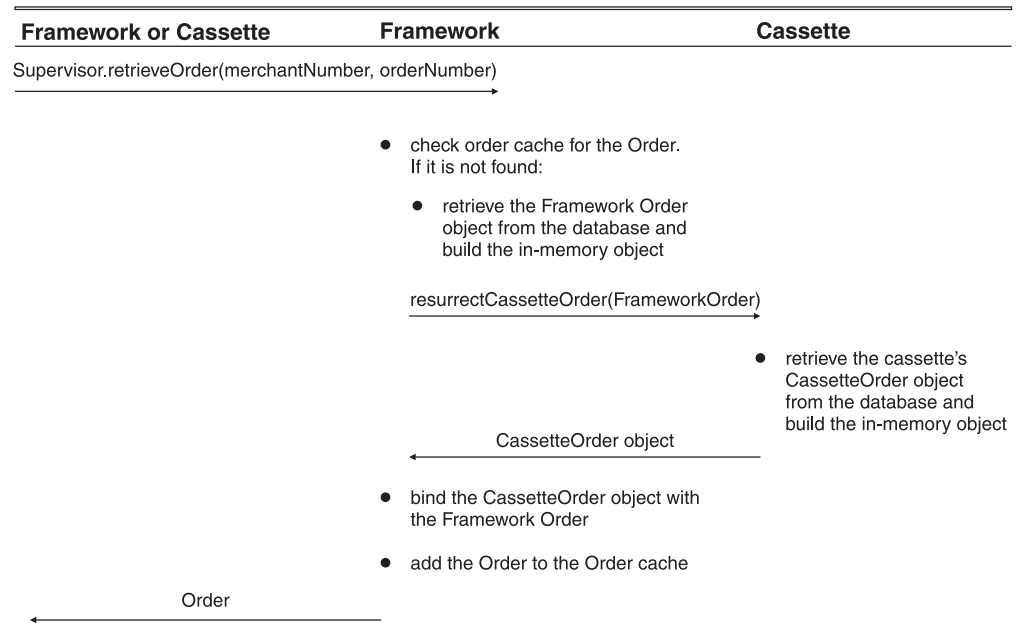 Framework or Cassette Framework Cassette
Supervisor.retrieveOrder(merchantNumber, orderNumber)
● check order cache for the Order.
If it is not found:
● retrieve the Framework Order
object from the database and
build the in-memory object
resurrectCassetteOrder(FrameworkOrder)
● retrieve the cassette's
CassetteOrder object
from the database and
build the in-memory object
CassetteOrder object
● bind the CassetteOrder object with
the Framework Order
● add the Order to the Order cache
Order